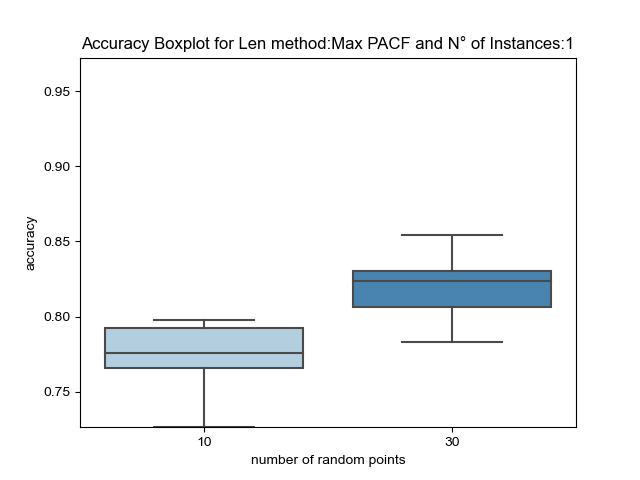 Accuracy Boxplot for Len method:Max PACF and N° of Instances:1
0.95
0.90
0.85
0.80
0.75
accuracy
10
30
number of random points